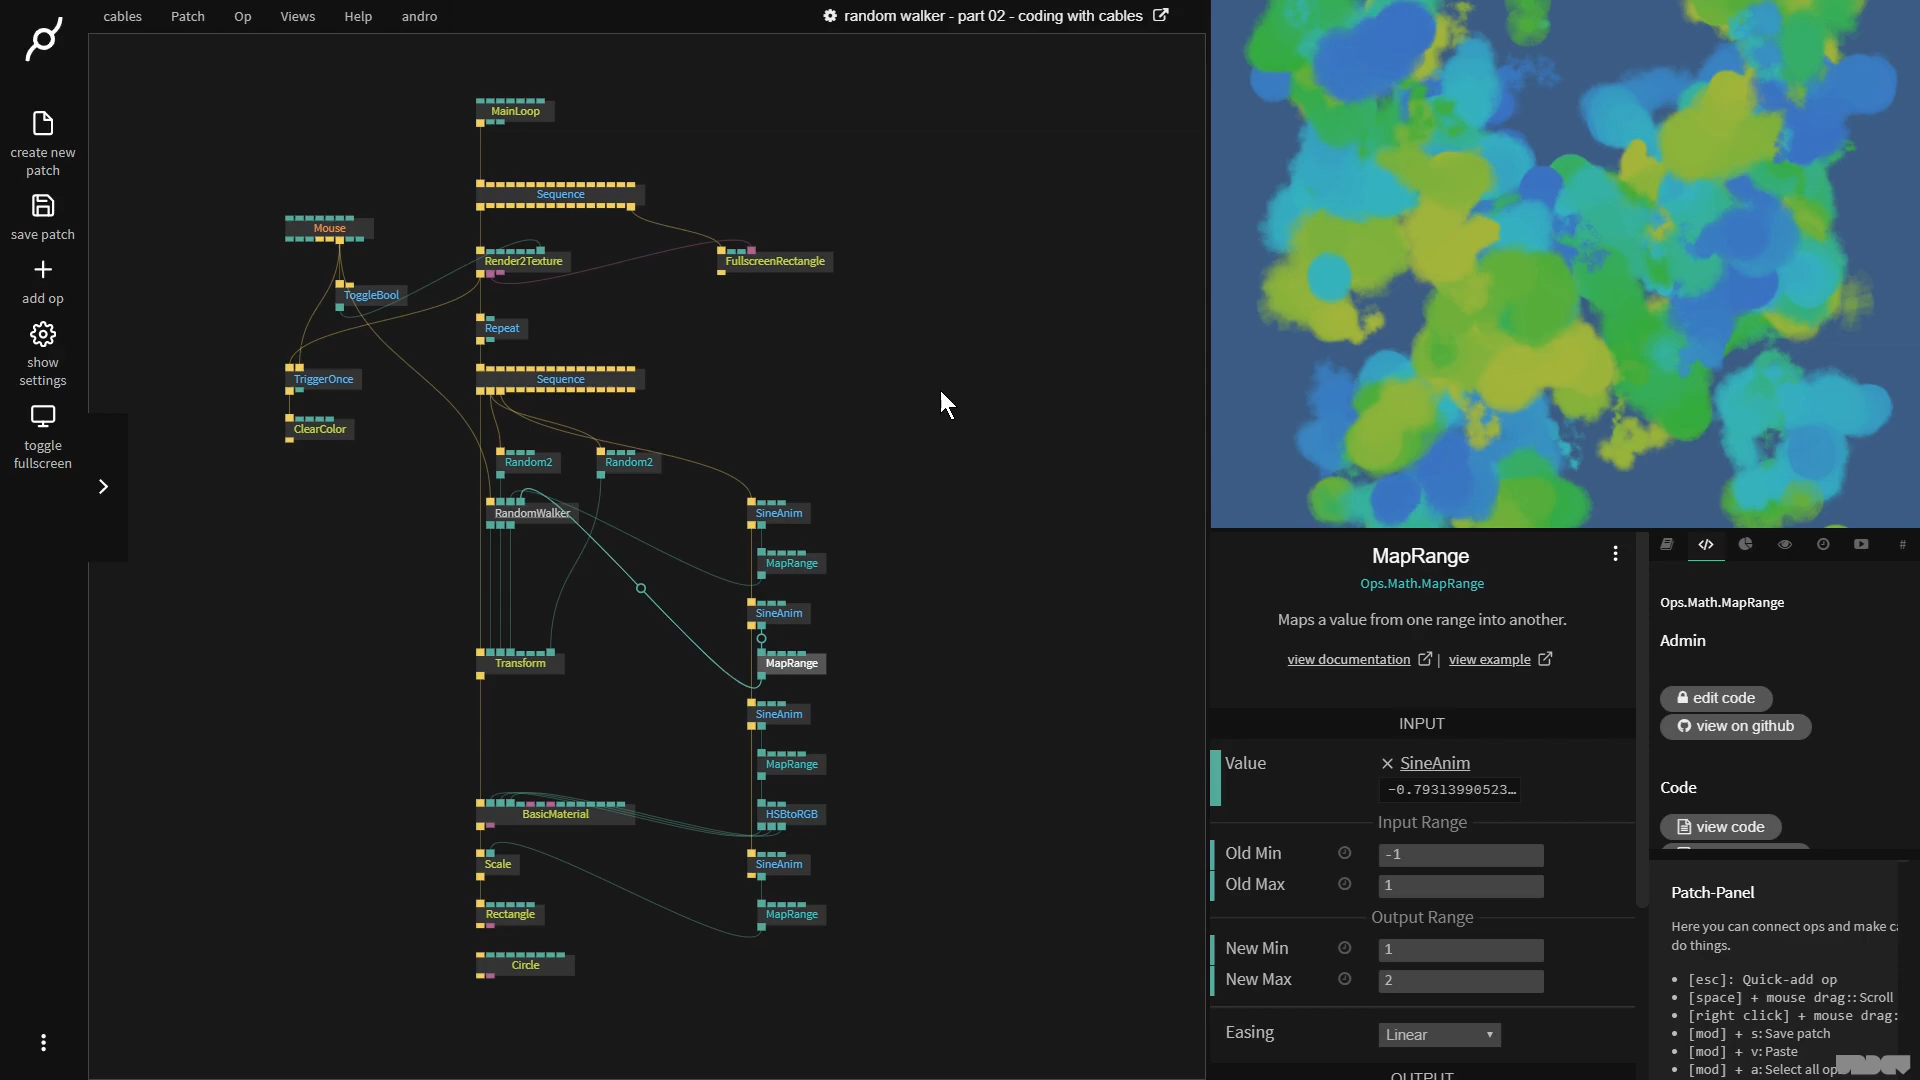 cables Patch Op Views Help andro
random walker - part 02 - coding with cables
create new
patch
save patch
add op
show
settings
toggle
fullscreen
MainLoop
Sequence
Mouse
Render2Texture
FullscreenRectangle
ToggleBool
Repeat
TriggerOnce
Sequence
ClearColor
Random2
Random2
RandomWalker
SineAnim
MapRange
SineAnim
Transform
MapRange
SineAnim
MapRange
BasicMaterial
HSBtoRGB
Scale
SineAnim
Rectangle
MapRange
Circle
MapRange
Ops.Math.MapRange
Maps a value from one range into another.
view documentation | view example
INPUT
Value SineAnim
-0.79313990523…
Input Range
Old Min -1
Old Max 1
Output Range
New Min 1
New Max 2
Easing Linear
OUTPUT
#
Ops.Math.MapRange
Admin
edit code
view on github
Code
view code
Patch-Panel
Here you can connect ops and make
do things.
[esc]: Quick-add op
[space] + mouse drag::Scroll
[right click] + mouse drag:
[mod] + s: Save patch
[mod] + v: Paste
[mod] + a: Select all